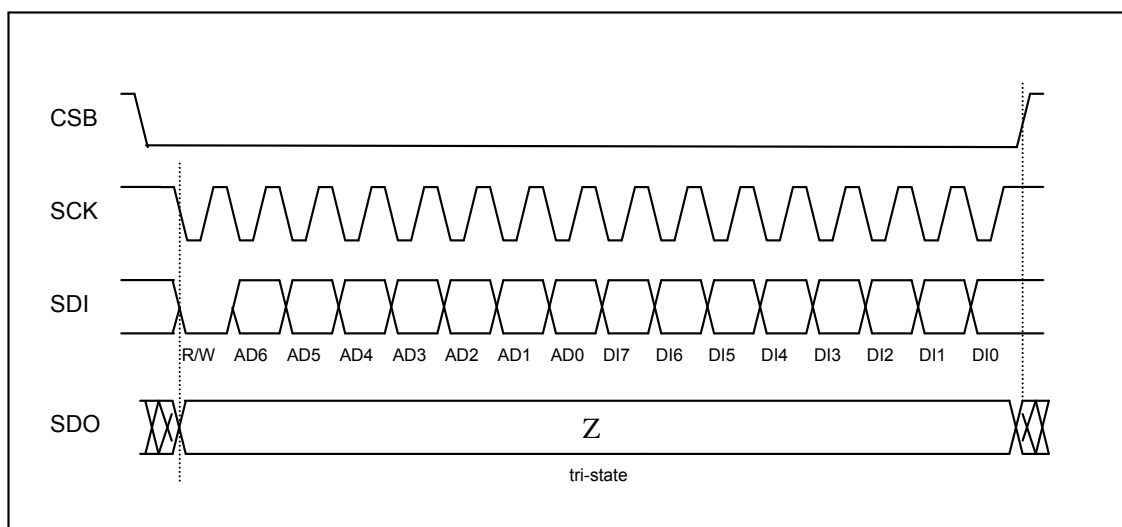 CSB
SCK
SDI
R/W AD6 AD5 AD4 AD3 AD2 AD1 AD0 DI7 DI6 DI5 DI4 DI3 DI2 DI1 DI0
SDO
Z
tri-state